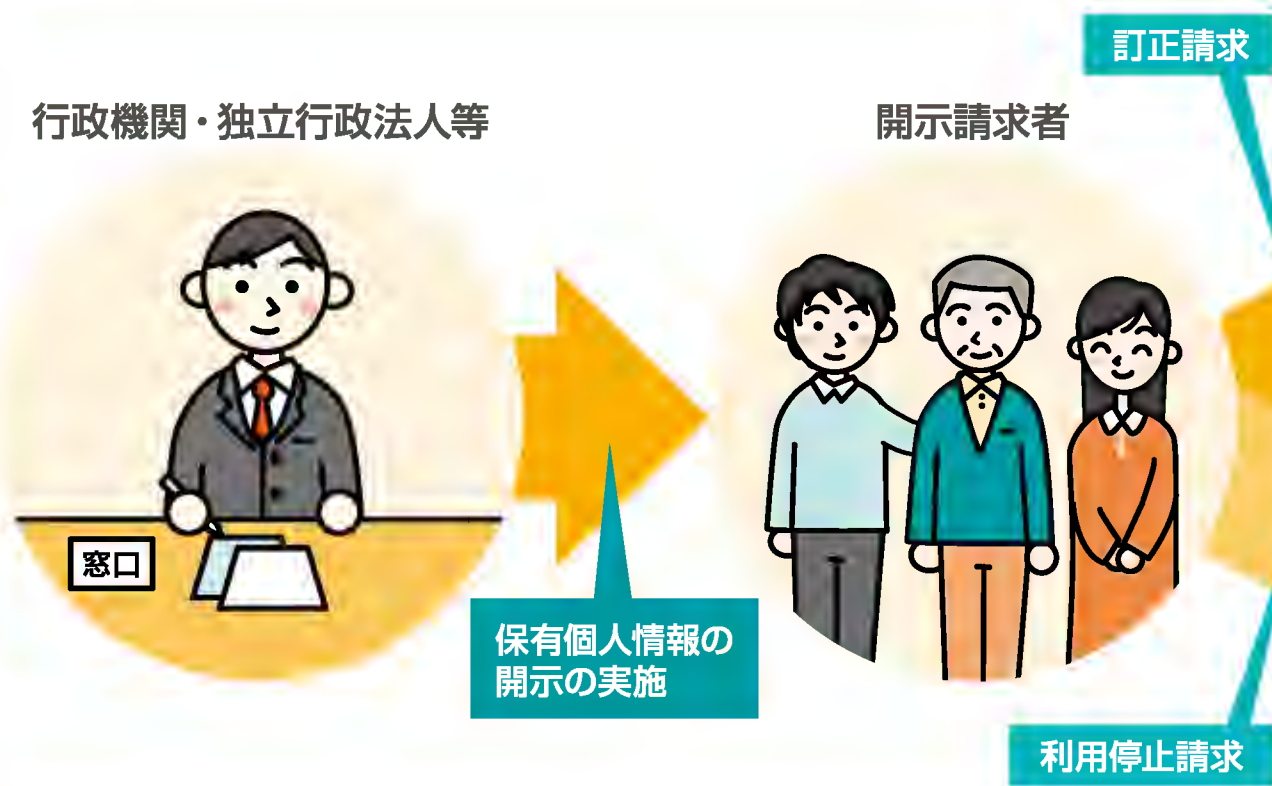 訂正請求
行政機関・独立行政法人等
開示請求者
窓口
保有個人情報の
開示の実施
利用停止請求